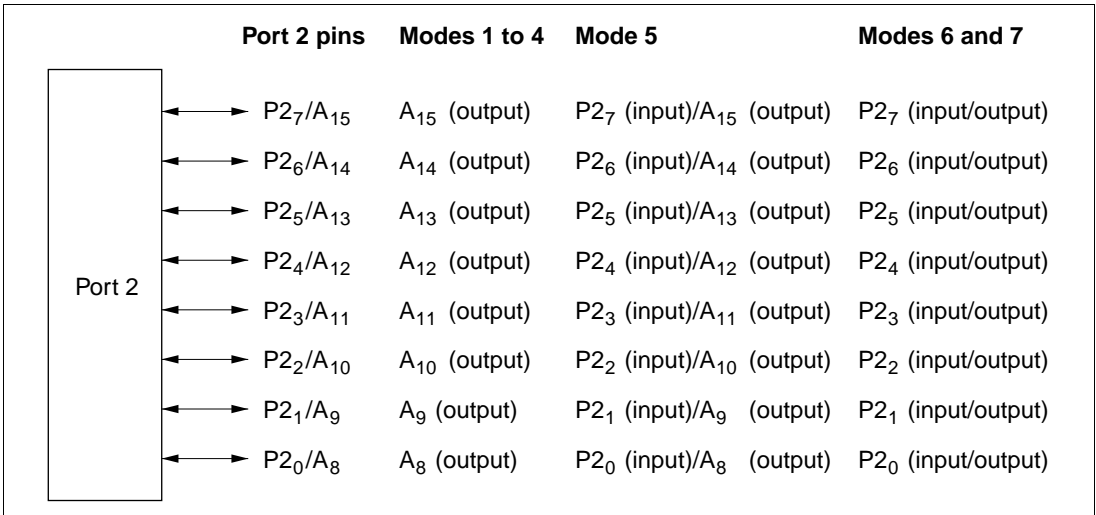 Port 2 pins Modes 1 to 4 Mode 5 Modes 6 and 7
P2₇/A₁₅ A₁₅ (output) P2₇ (input)/A₁₅ (output) P2₇ (input/output)
P2₆/A₁₄ A₁₄ (output) P2₆ (input)/A₁₄ (output) P2₆ (input/output)
P2₅/A₁₃ A₁₃ (output) P2₅ (input)/A₁₃ (output) P2₅ (input/output)
P2₄/A₁₂ A₁₂ (output) P2₄ (input)/A₁₂ (output) P2₄ (input/output)
Port 2
P2₃/A₁₁ A₁₁ (output) P2₃ (input)/A₁₁ (output) P2₃ (input/output)
P2₂/A₁₀ A₁₀ (output) P2₂ (input)/A₁₀ (output) P2₂ (input/output)
P2₁/A₉ A₉ (output) P2₁ (input)/A₉ (output) P2₁ (input/output)
P2₀/A₈ A₈ (output) P2₀ (input)/A₈ (output) P2₀ (input/output)